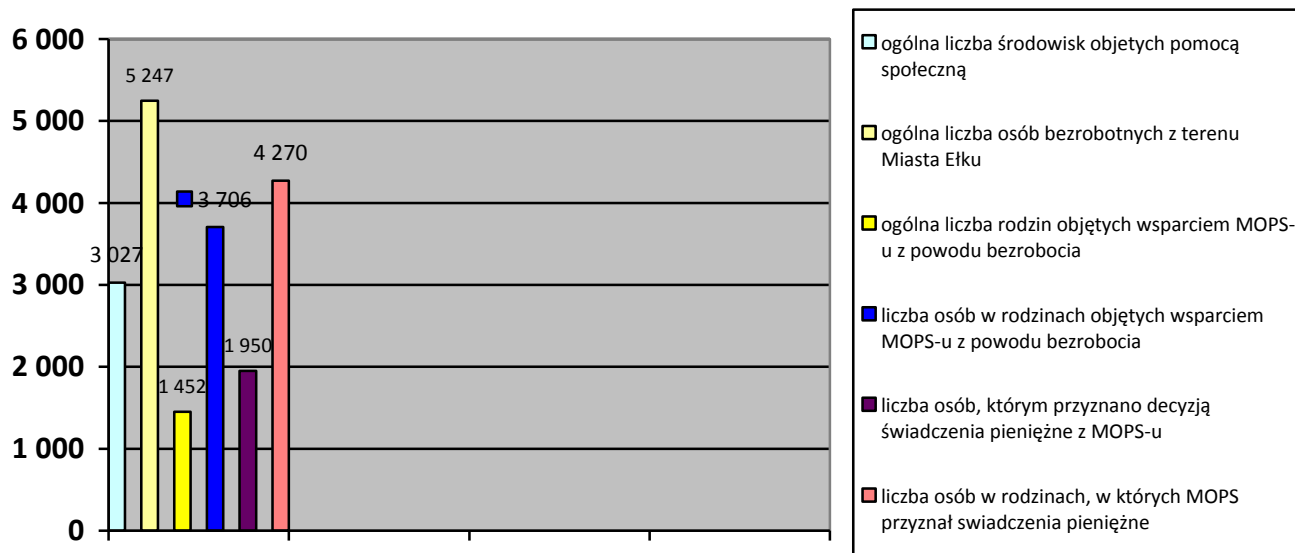 6 000
5 000
4 000
3 000
2 000
1 000
0
3 027
5 247
1 452
3 706
1 950
4 270
ogólna liczba środowisk objetych pomocą
społeczną
ogólna liczba osób bezrobotnych z terenu
Miasta Ełku
ogólna liczba rodzin objętych wsparciem MOPS-
u z powodu bezrobocia
liczba osób w rodzinach objętych wsparciem
MOPS-u z powodu bezrobocia
liczba osób, którym przyznano decyzją
świadczenia pieniężne z MOPS-u
liczba osób w rodzinach, w których MOPS
przyznał swiadczenia pieniężne